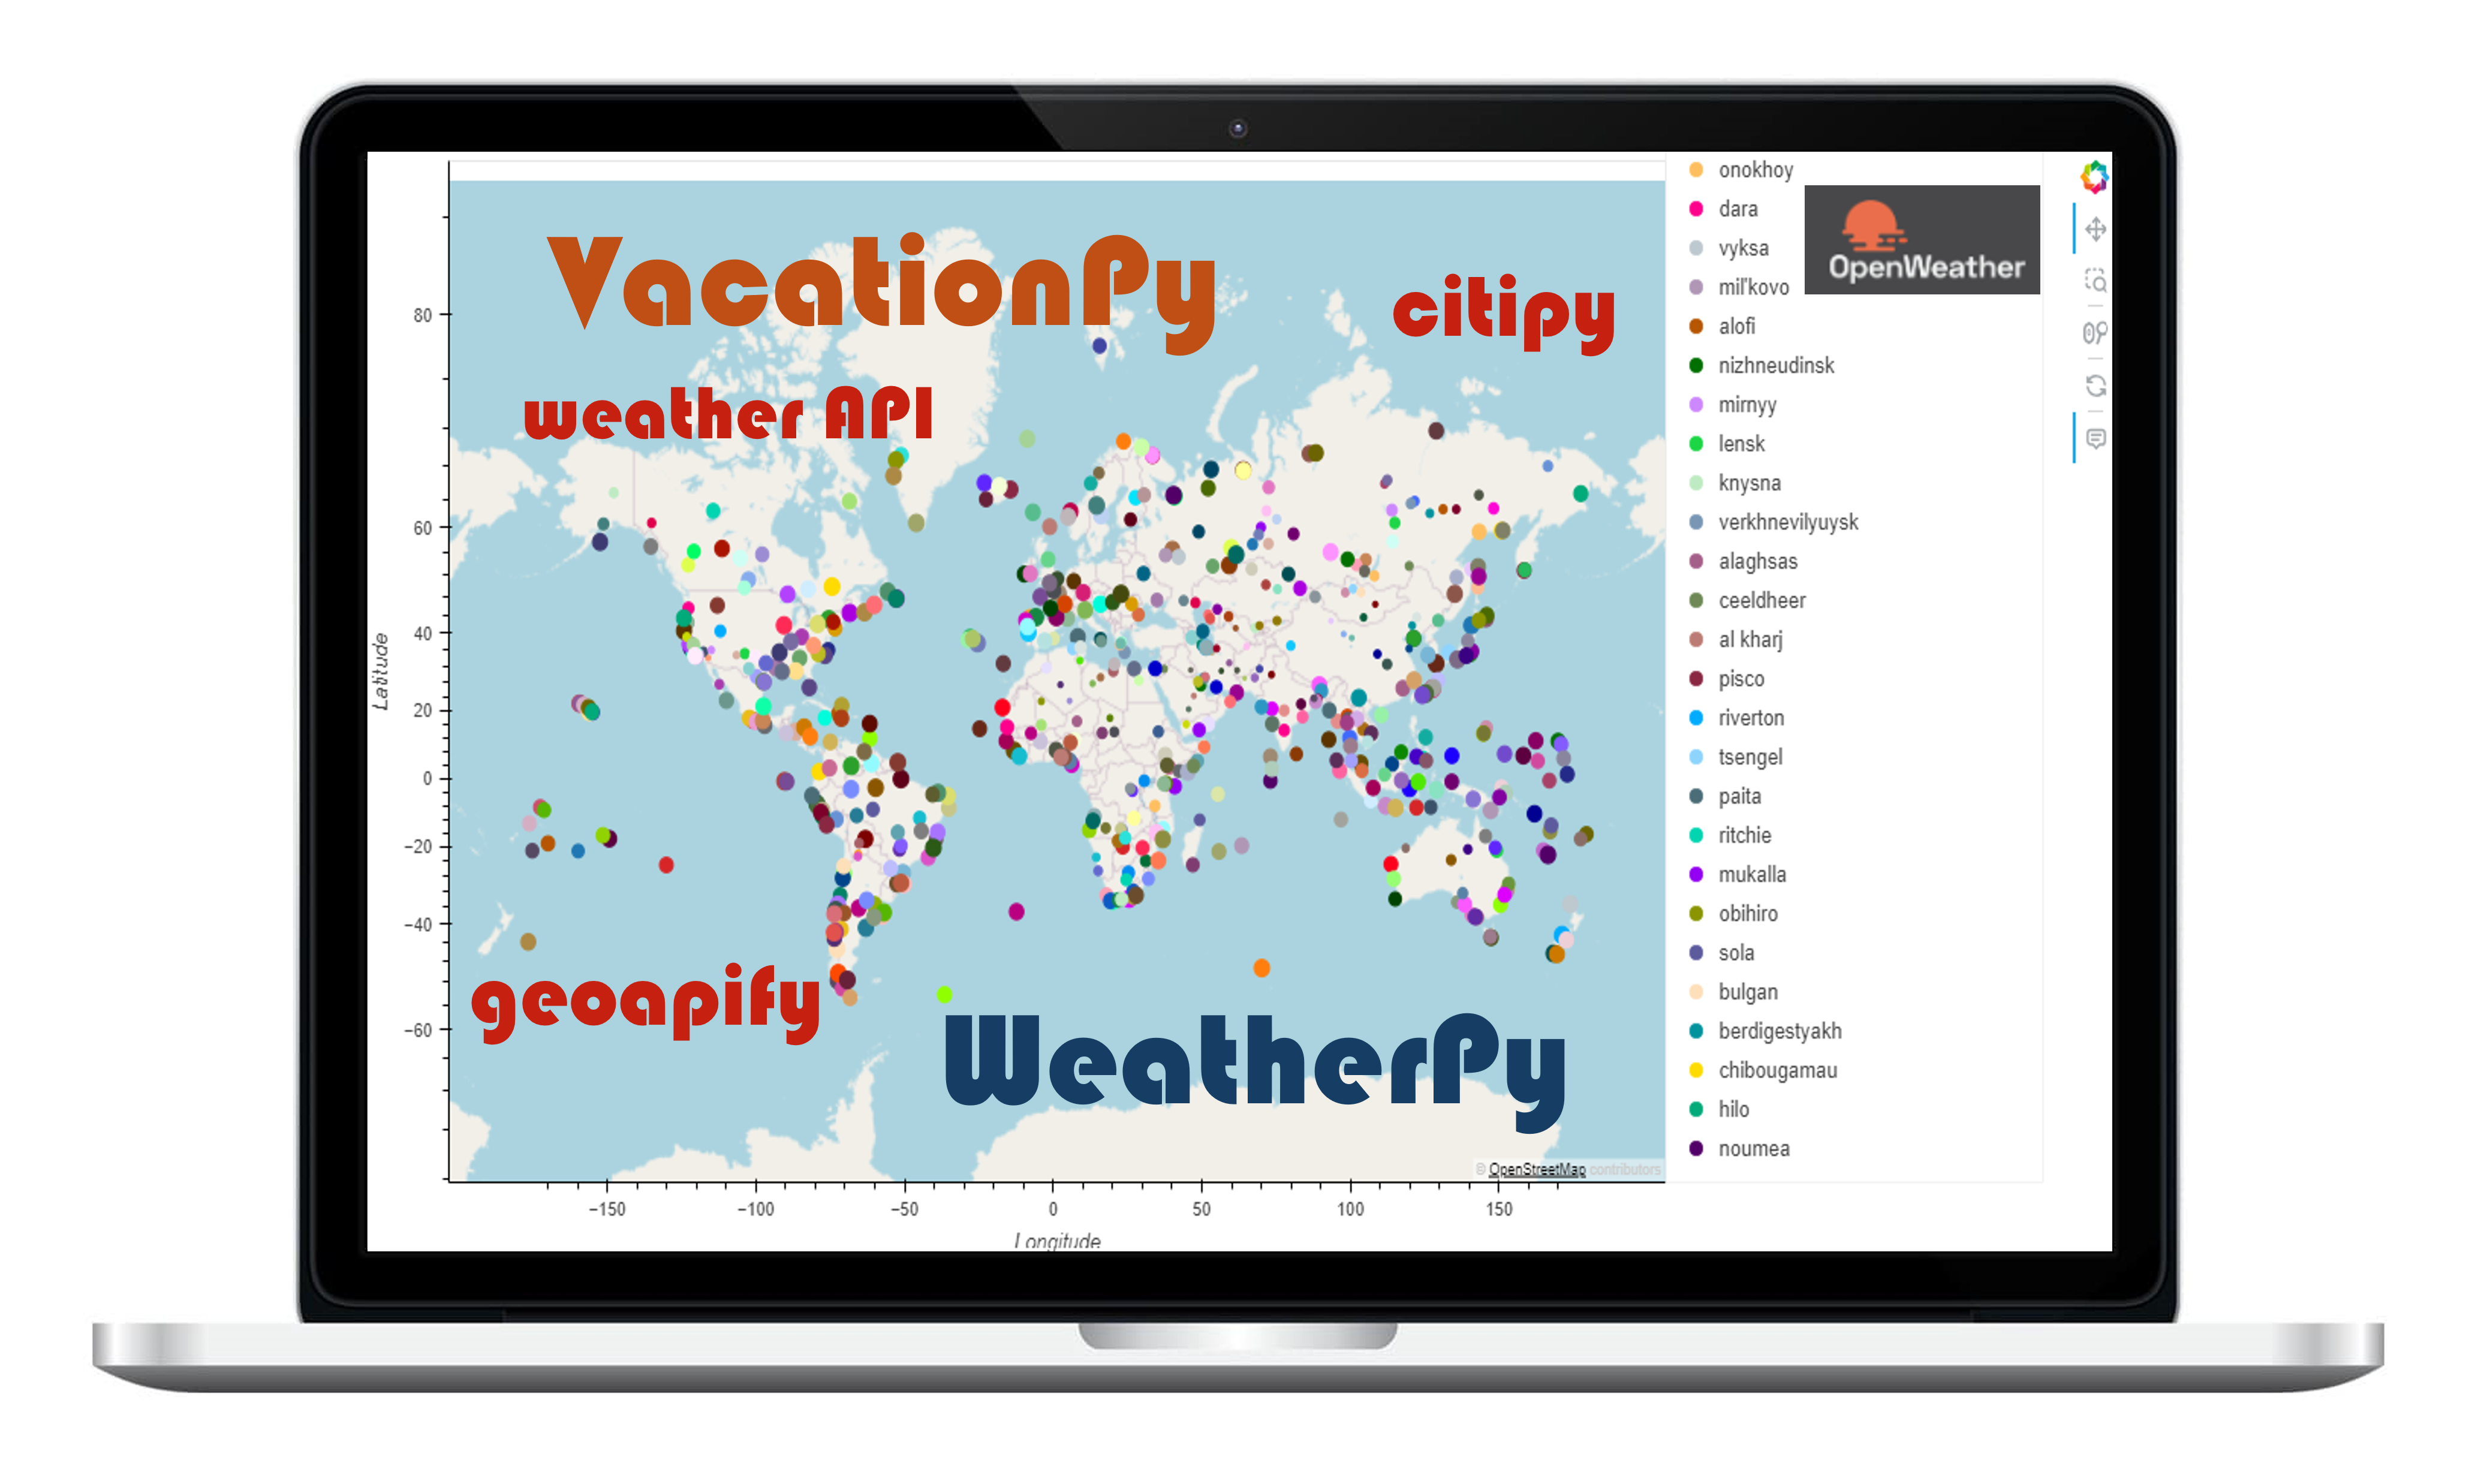 VacationPy
citipy
weather API
geoapify
WeatherPy
OpenWeather
onokhoy
dara
vyksa
mil'kovo
alofi
nizhneudinsk
mirnyy
lensk
knysna
verkhnevilyuysk
alaghsas
ceeldheer
al kharj
pisco
riverton
tsengel
paita
ritchie
mukalla
obihiro
sola
bulgan
berdigestyakh
chibougamau
hilo
noumea
Latitude
80
60
40
20
0
−20
−40
−60
© OpenStreetMap contributors
−150 −100 −50 0 50 100 150
Longitude